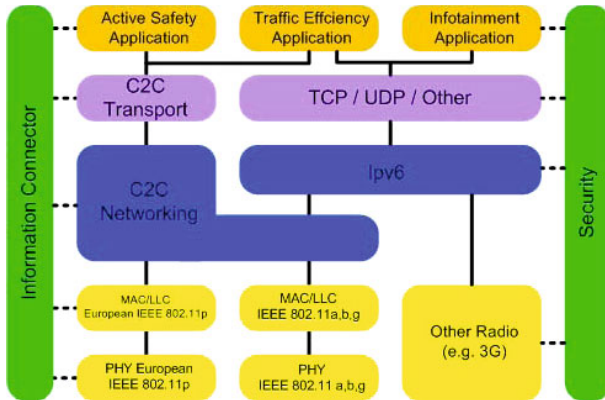 Information Connector
Active Safety
Application
Traffic Effciency
Application
Infotainment
Application
C2C
Transport
TCP / UDP / Other
C2C
Networking
Ipv6
MAC/LLC
European IEEE 802.11p
MAC/LLC
IEEE 802.11a,b,g
Other Radio
(e.g. 3G)
PHY European
IEEE 802.11p
PHY
IEEE 802.11 a,b,g
Security